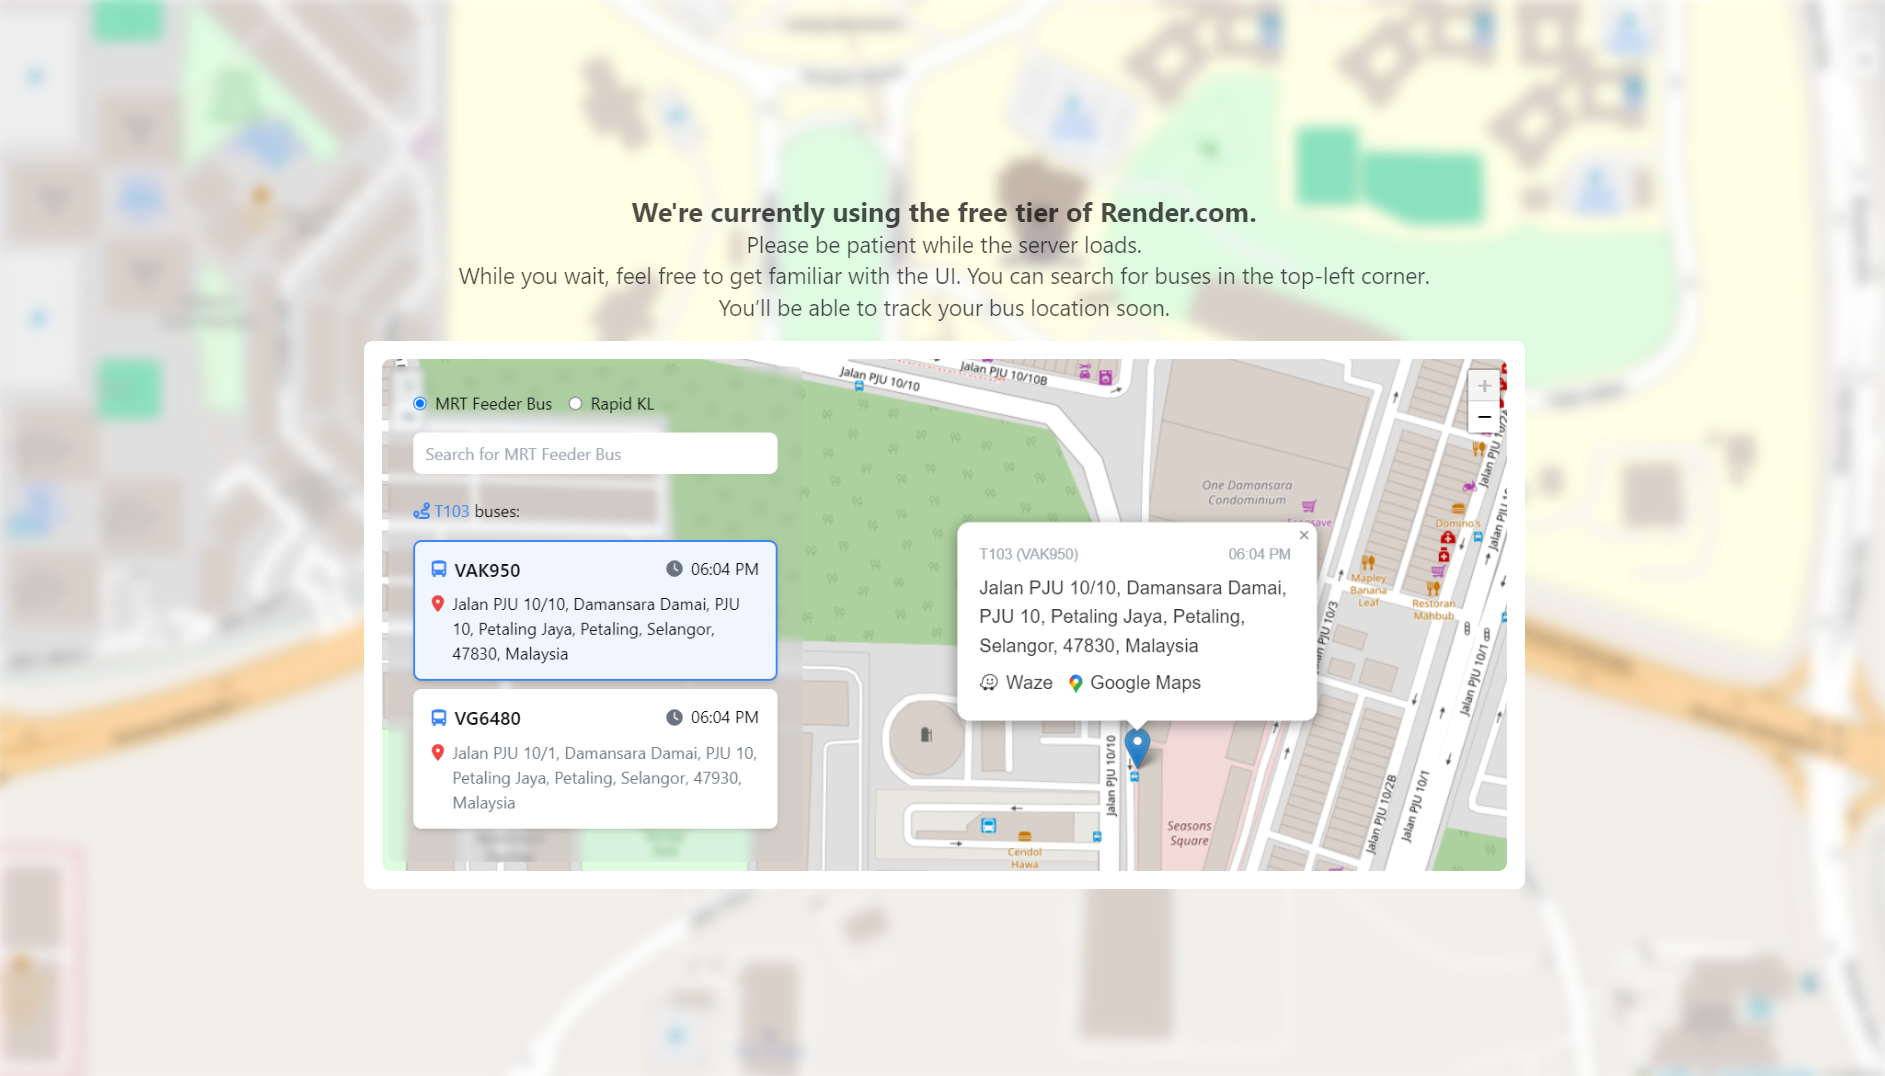 We're currently using the free tier of Render.com.
Please be patient while the server loads.
While you wait, feel free to get familiar with the UI. You can search for buses in the top-left corner.
You’ll be able to track your bus location soon.
MRT Feeder Bus
Rapid KL
Search for MRT Feeder Bus
T103 buses:
VAK950
06:04 PM
Jalan PJU 10/10, Damansara Damai, PJU
10, Petaling Jaya, Petaling, Selangor,
47830, Malaysia
VG6480
06:04 PM
Jalan PJU 10/1, Damansara Damai, PJU 10,
Petaling Jaya, Petaling, Selangor, 47930,
Malaysia
Jalan PJU 10/10
Jalan PJU 10/10B
+
−
One Damansara
Condominium
Domino's
Mapley
Banana
Leaf
Restoran
Mahbub
T103 (VAK950)
06:04 PM
×
Jalan Jalan PJU 10/10, Damansara Damai,
PJU 10, Petaling Jaya, Petaling,
Selangor, 47830, Malaysia
Waze
Google Maps
Jalan PJU 10/10
Jalan PJU 10/1
Jalan PJU 10/2B
Jalan PJU 10/1
Seasons
Square
Cendol
Hawa